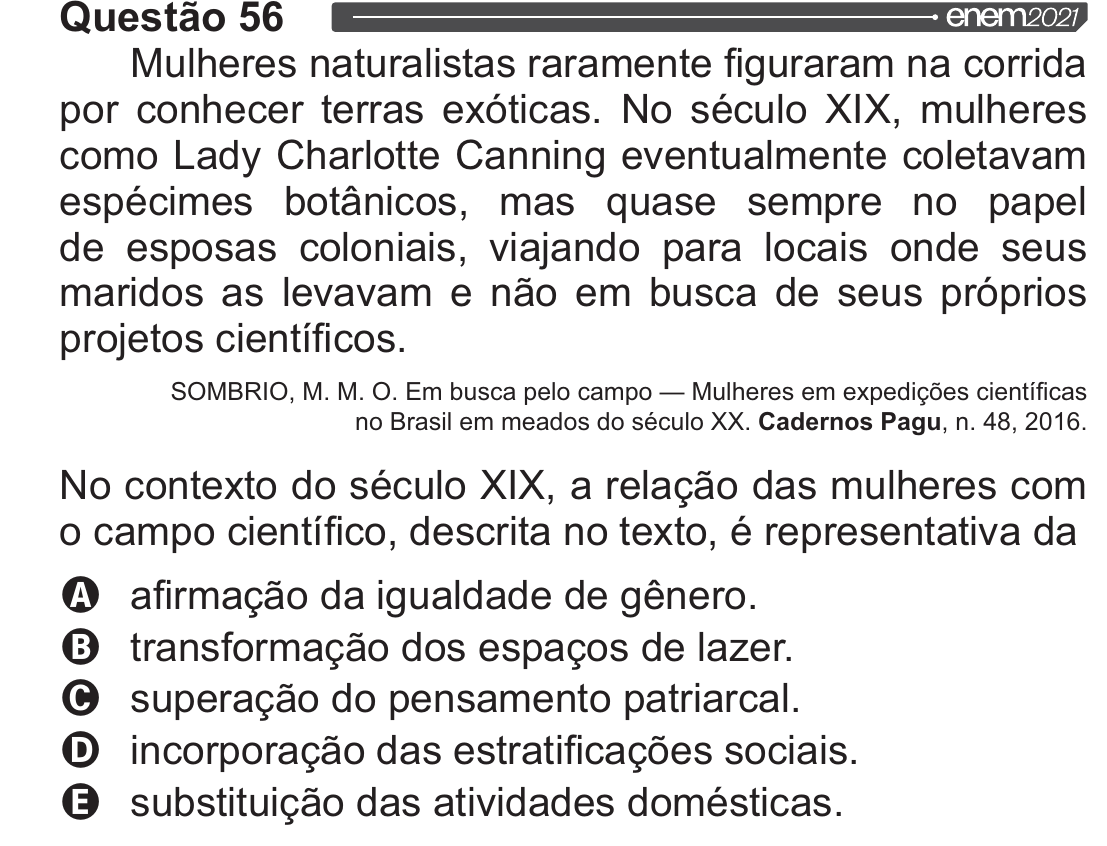 Questão 56
enem2021
Mulheres naturalistas raramente figuraram na corrida
por conhecer terras exóticas. No século XIX, mulheres
como Lady Charlotte Canning eventualmente coletavam
espécimes botânicos, mas quase sempre no papel
de esposas coloniais, viajando para locais onde seus
maridos as levavam e não em busca de seus próprios
projetos científicos.
SOMBRIO, M. M. O. Em busca pelo campo — Mulheres em expedições científicas
no Brasil em meados do século XX. Cadernos Pagu, n. 48, 2016.
No contexto do século XIX, a relação das mulheres com
o campo científico, descrita no texto, é representativa da
A afirmação da igualdade de gênero.
B transformação dos espaços de lazer.
C superação do pensamento patriarcal.
D incorporação das estratificações sociais.
E substituição das atividades domésticas.